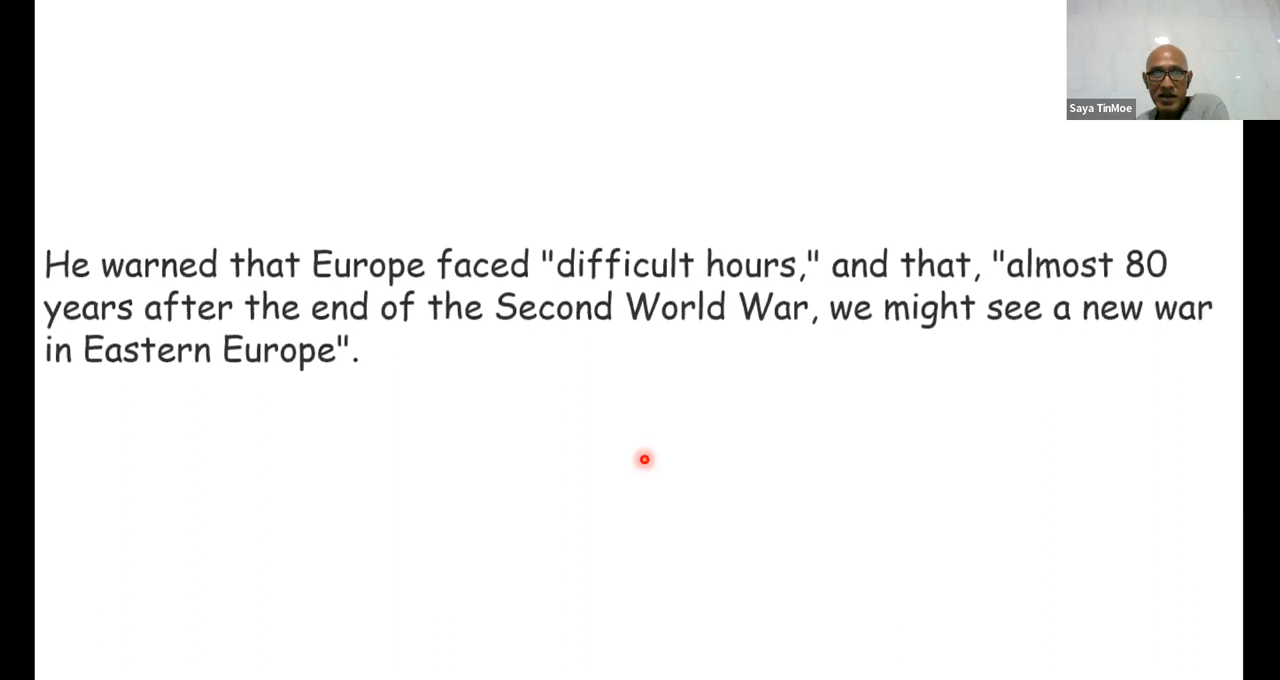 Saya TinMoe
He warned that Europe faced "difficult hours," and that, "almost 80
years after the end of the Second World War, we might see a new war
in Eastern Europe".